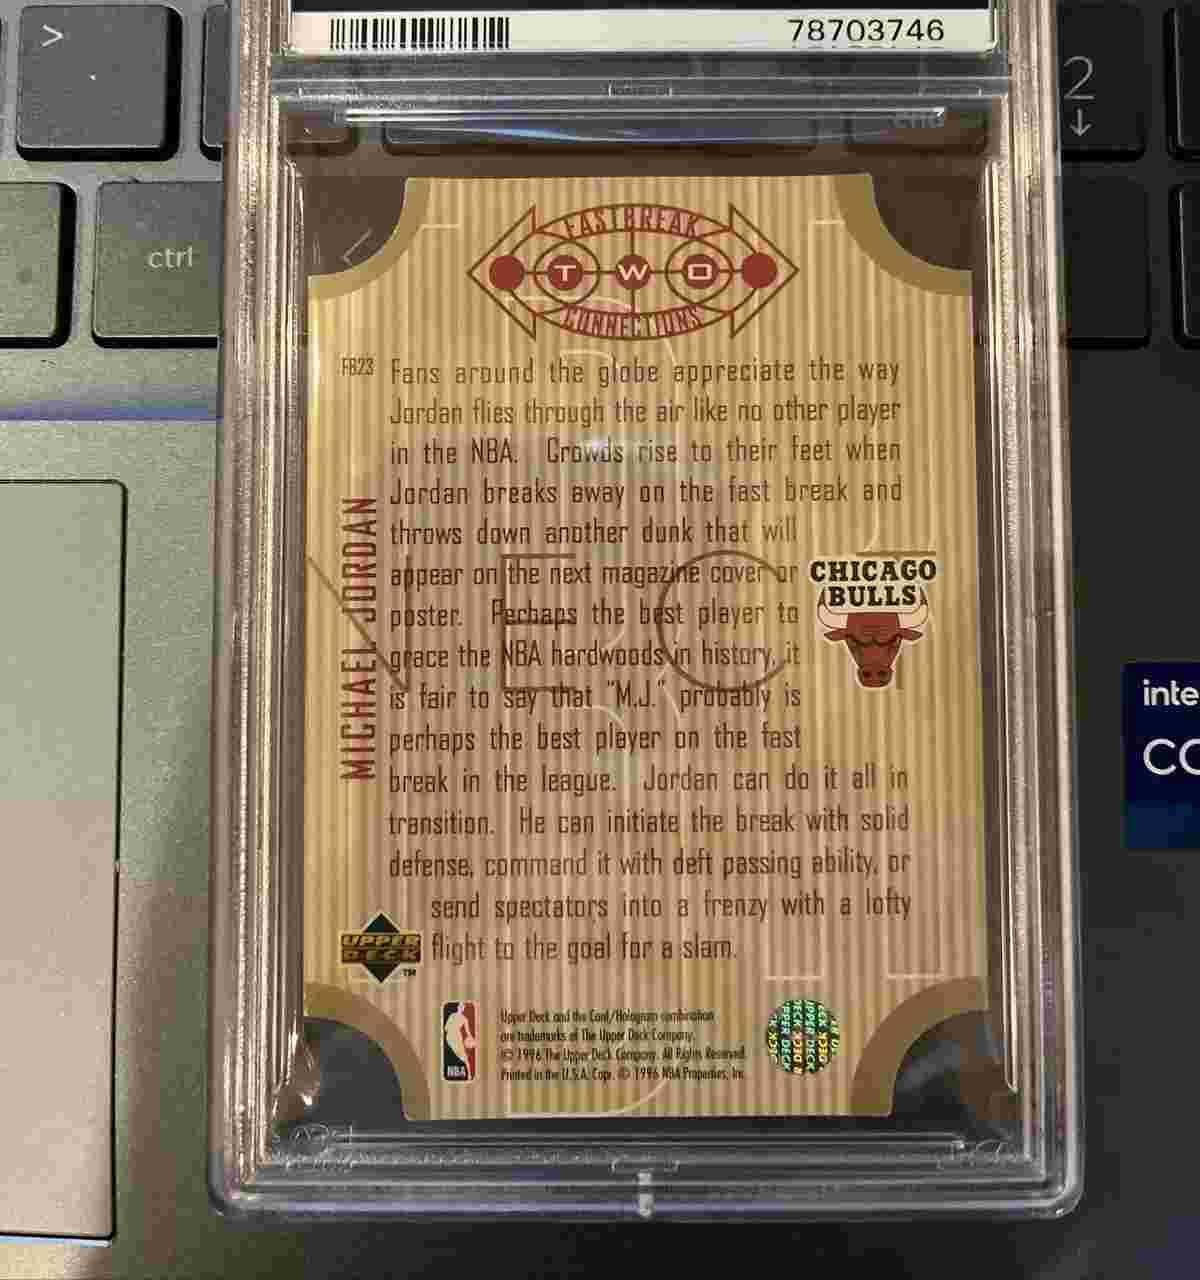 >
78703746
2
↓
end
ctrl
FASTBREAK
TWO
CONNECTIONS
FB23
Fans around the globe appreciate the way
Jordan flies through the air like no other player
in the NBA. Crowds rise to their feet when
Jordan breaks away on the fast break and
throws down another dunk that will
appear on the next magazine cover or
poster. Perhaps the best player to
grace the NBA hardwoods in history, it
is fair to say that "M.J." probably is
perhaps the best player on the fast
break in the league. Jordan can do it all in
transition. He can initiate the break with solid
defense, command it with deft passing ability, or
send spectators into a frenzy with a lofty
flight to the goal for a slam.
MICHAEL JORDAN
CHICAGO
BULLS
inte
CO
UPPER
DECK
TM
NBA
Upper Deck and the Card/Hologram combination
are trademarks of The Upper Deck Company.
© 1996 The Upper Deck Company. All Rights Reserved.
Printed in the U.S.A. Copr. © 1996 NBA Properties, Inc.
UPPER DECK